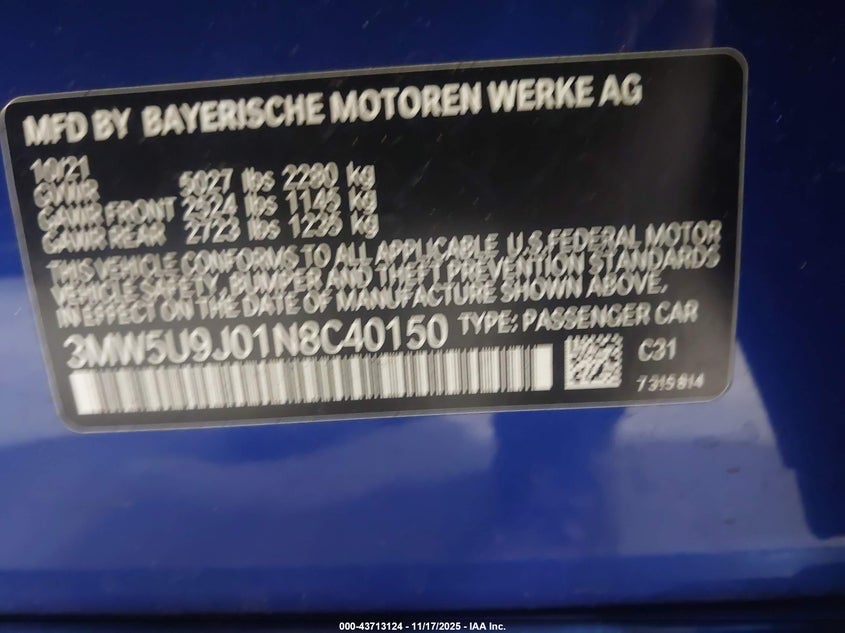 MFD BY BAYERISCHE MOTOREN WERKE AG
10/21
GVWR 5027 lbs 2280 kg
GAWR FRONT 2524 lbs 1145 kg
GAWR REAR 2723 lbs 1235 kg
THIS VEHICLE CONFORMS TO ALL APPLICABLE U.S. FEDERAL MOTOR
VEHICLE SAFETY, BUMPER AND THEFT PREVENTION STANDARDS
IN EFFECT ON THE DATE OF MANUFACTURE SHOWN ABOVE.
3MW5U9J01N8C40150 TYPE: PASSENGER CAR
C31
7315814
000-43713124 - 11/17/2025 - IAA Inc.